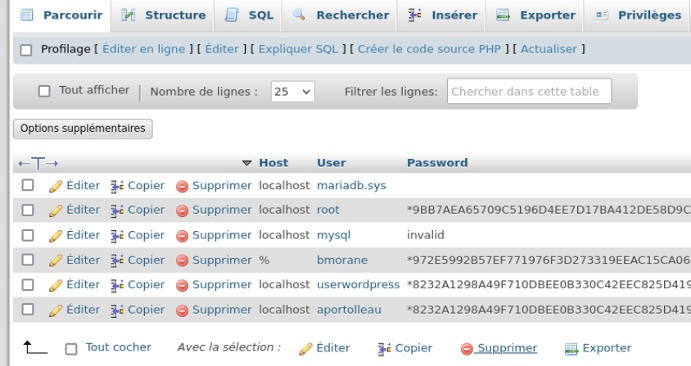 Parcourir Structure SQL Rechercher Insérer Exporter Privilèges
Profilage [ Éditer en ligne ] [ Éditer ] [ Expliquer SQL ] [ Créer le code source PHP ] [ Actualiser ]
Tout afficher Nombre de lignes : 25 Filtrer les lignes: Chercher dans cette table
Options supplémentaires
←T→ Host User Password
Éditer Copier Supprimer localhost mariadb.sys
Éditer Copier Supprimer localhost root *9BB7AEA65709C5196D4EE7D17BA412DE58D9C
Éditer Copier Supprimer localhost mysql invalid
Éditer Copier Supprimer % bmorane *972E5992B57EF771976F3D273319EEAC15CA06
Éditer Copier Supprimer localhost userwordpress *8232A1298A49F710DBEE0B330C42EEC825D419
Éditer Copier Supprimer localhost aportolleau *8232A1298A49F710DBEE0B330C42EEC825D419
Tout cocher Avec la sélection : Éditer Copier Supprimer Exporter